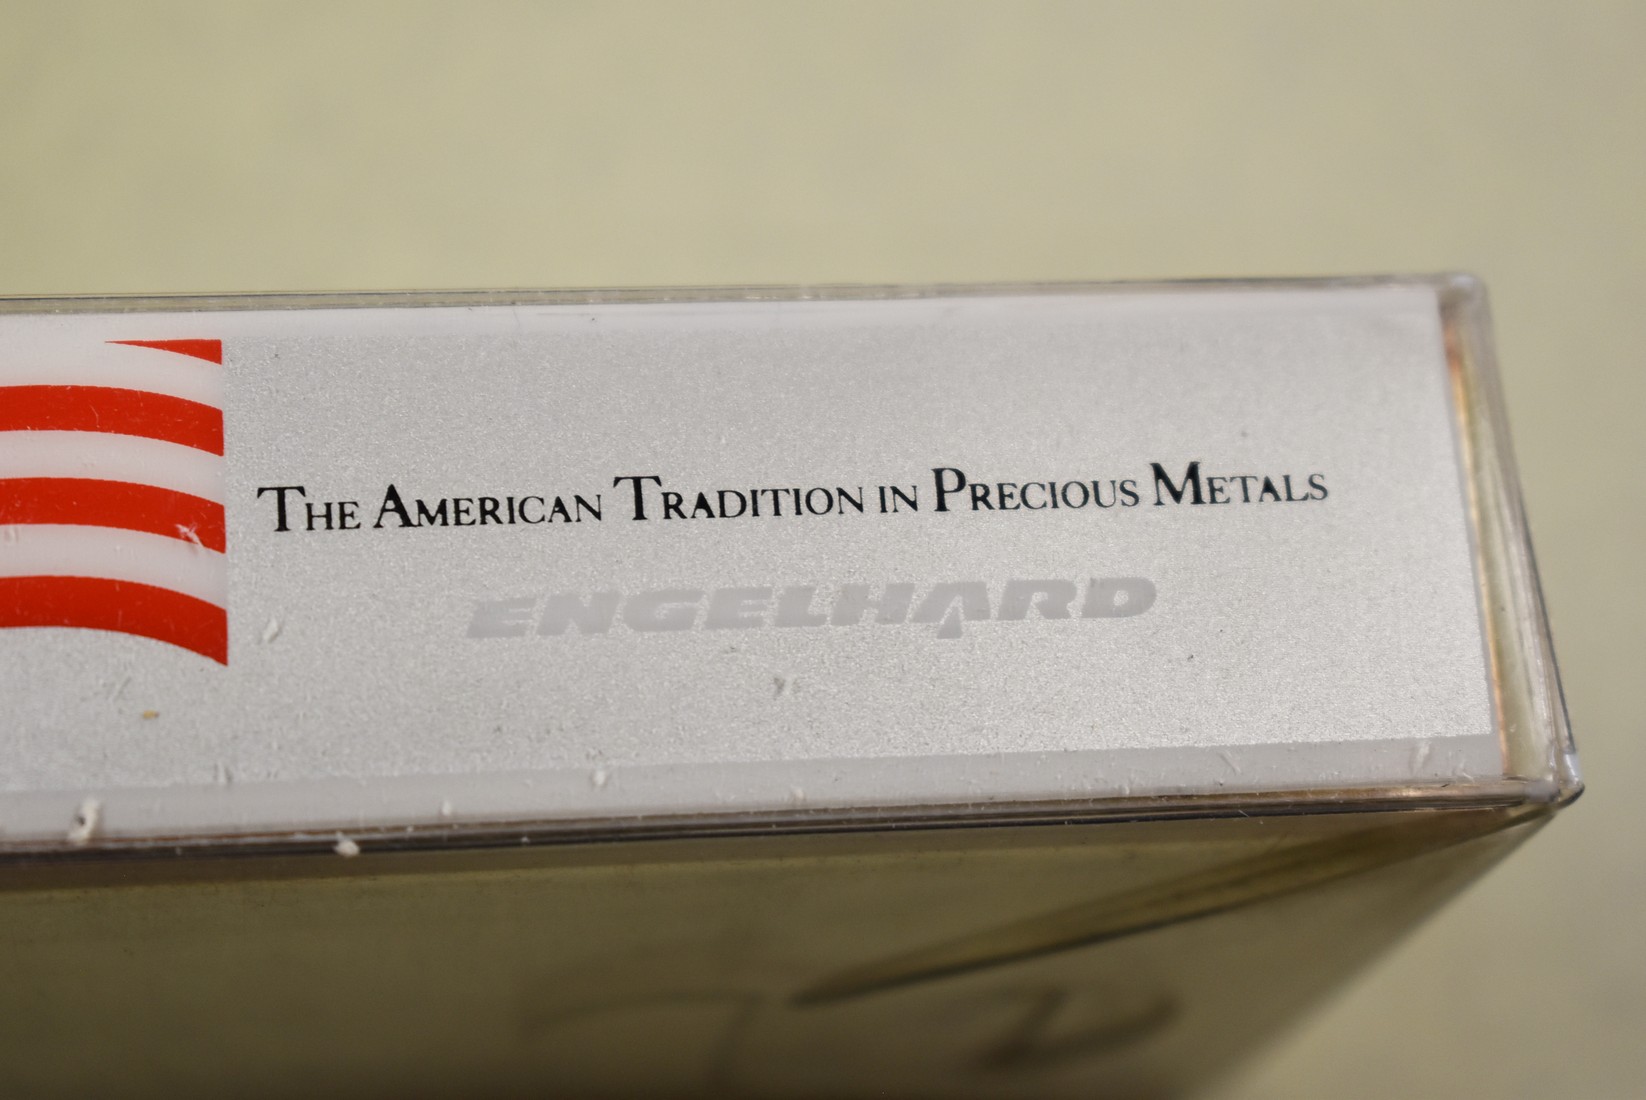 The American Tradition in Precious Metals
ENGELHARD